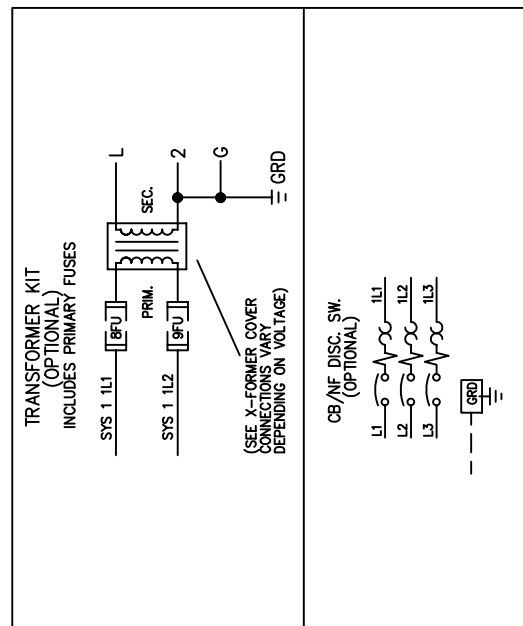 TRANSFORMER KIT
(OPTIONAL)
INCLUDES PRIMARY FUSES
SYS 1 1L1
8FU
L
SYS 1 1L2
9FU
2
PRIM.
SEC.
G
GRD
(SEE X-FORMER COVER
CONNECTIONS VARY
DEPENDING ON VOLTAGE)
CB/NF DISC. SW.
(OPTIONAL)
L1
1L1
L2
1L2
L3
1L3
GRD